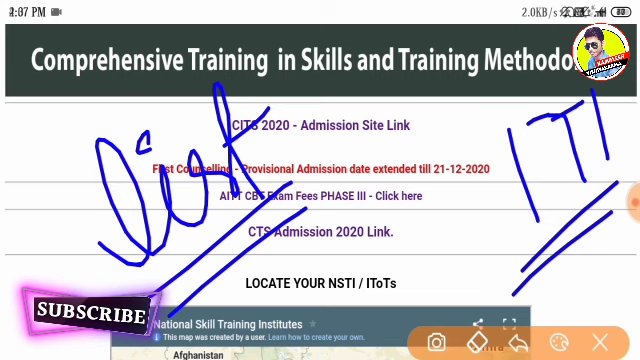 2:07 PM
2.0KB/s
Comprehensive Training in Skills and Training Methodo
CITS 2020 - Admission Site Link
First Counselling - Provisional Admission date extended till 21-12-2020
AITT CBT Exam Fees PHASE III - Click here
CTS Admission 2020 Link.
ITI
LOCATE YOUR NSTI / IToTs
SUBSCRIBE
National Skill Training Institutes
This map was created by a user. Learn how to create your own.
Afghanistan